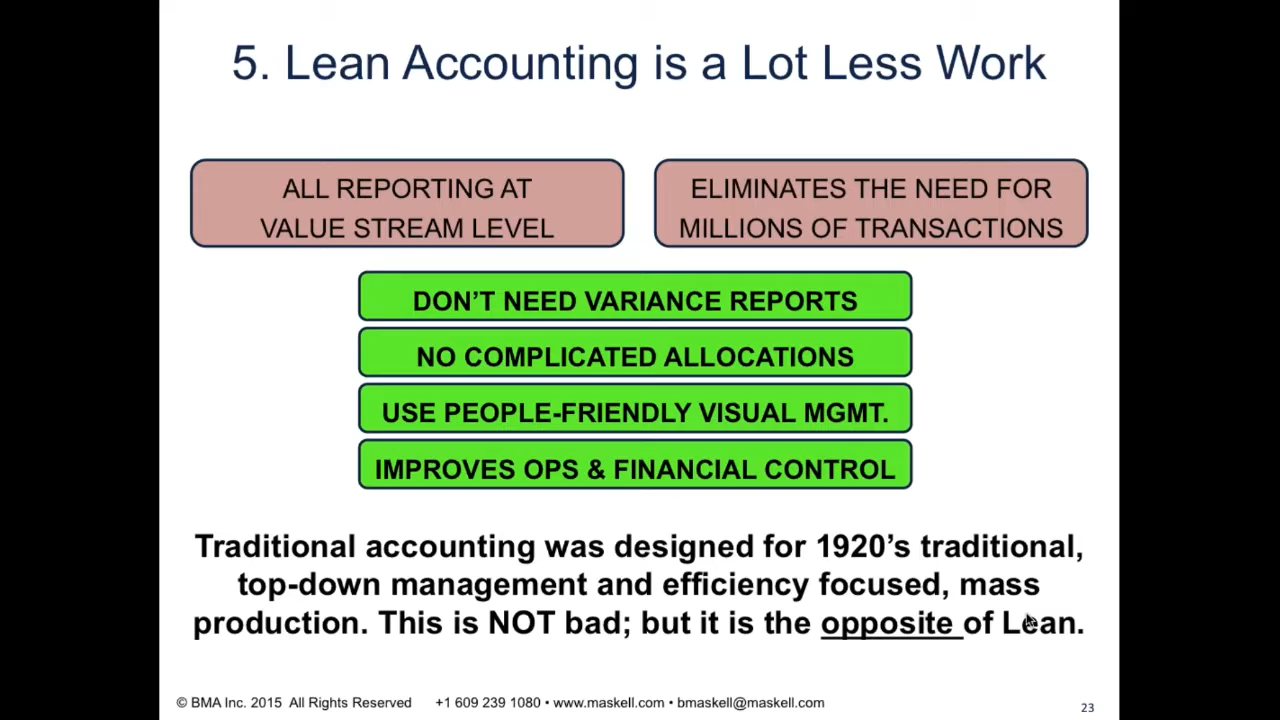 5. Lean Accounting is a Lot Less Work
ALL REPORTING AT
VALUE STREAM LEVEL
ELIMINATES THE NEED FOR
MILLIONS OF TRANSACTIONS
DON’T NEED VARIANCE REPORTS
NO COMPLICATED ALLOCATIONS
USE PEOPLE-FRIENDLY VISUAL MGMT.
IMPROVES OPS & FINANCIAL CONTROL
Traditional accounting was designed for 1920’s traditional,
top-down management and efficiency focused, mass
production. This is NOT bad; but it is the opposite of Lean.
© BMA Inc. 2015 All Rights Reserved +1 609 239 1080 • www.maskell.com • bmaskell@maskell.com
23